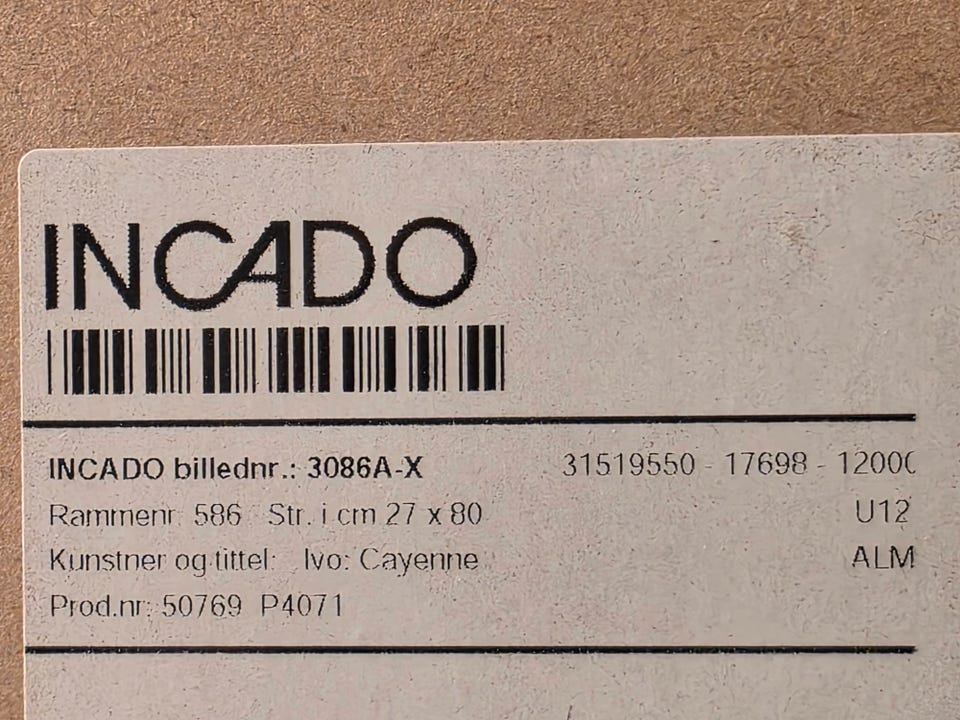 INCADO
INCADO billednr.: 3086A-X 31519550 - 17698 -
Rammenr. 586 Str. i cm 27 x 80 U12
Kunstner og tittel: Ivo: Cayenne ALM
Prod.nr: 50769 P4071